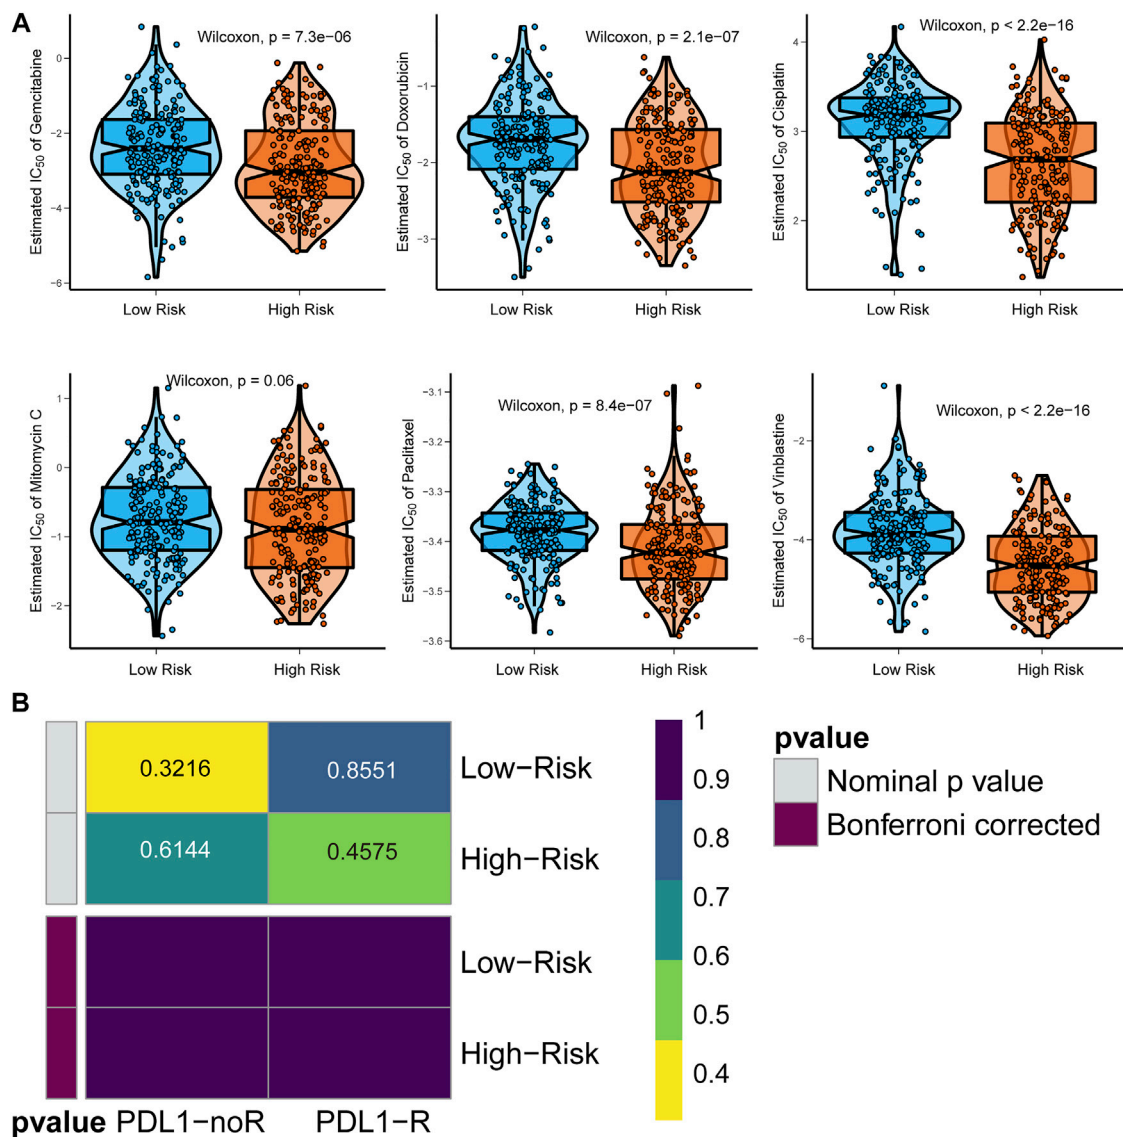 A
Estimated IC50 of Gemcitabine
Wilcoxon, p = 7.3e−06
0
−2
−4
−6
Low Risk
High Risk
Estimated IC50 of Doxorubicin
Wilcoxon, p = 2.1e−07
−1
−2
−3
Low Risk
High Risk
Estimated IC50 of Cisplatin
Wilcoxon, p < 2.2e−16
4
3
2
Low Risk
High Risk
Estimated IC50 of Mitomycin C
Wilcoxon, p = 0.06
1
0
−1
−2
Low Risk
High Risk
Estimated IC50 of Paclitaxel
Wilcoxon, p = 8.4e−07
−3.1
−3.2
−3.3
−3.4
−3.5
−3.6
Low Risk
High Risk
Estimated IC50 of Vinblastine
Wilcoxon, p < 2.2e−16
−2
−4
−6
Low Risk
High Risk
B
0.3216
0.8551
Low−Risk
0.6144
0.4575
High−Risk
Low−Risk
High−Risk
pvalue
PDL1−noR
PDL1−R
1
0.9
0.8
0.7
0.6
0.5
0.4
pvalue
Nominal p value
Bonferroni corrected